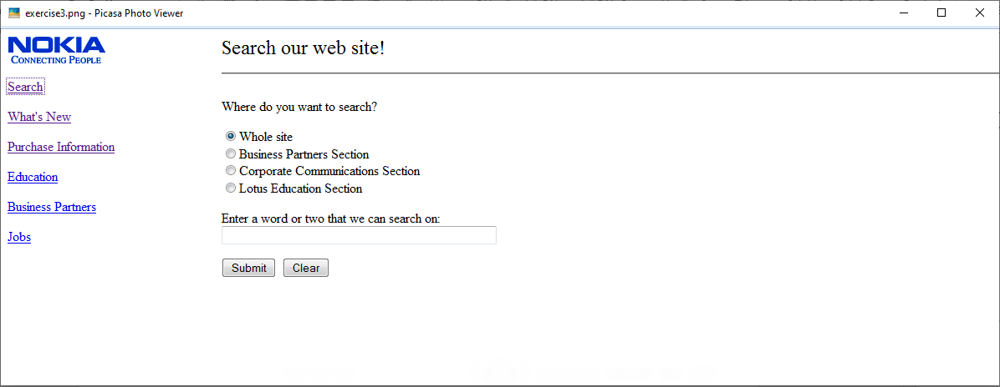 exercise3.png - Picasa Photo Viewer
NOKIA
CONNECTING PEOPLE
Search
What's New
Purchase Information
Education
Business Partners
Jobs
Search our web site!
Where do you want to search?
Whole site
Business Partners Section
Corporate Communications Section
Lotus Education Section
Enter a word or two that we can search on:
Submit Clear